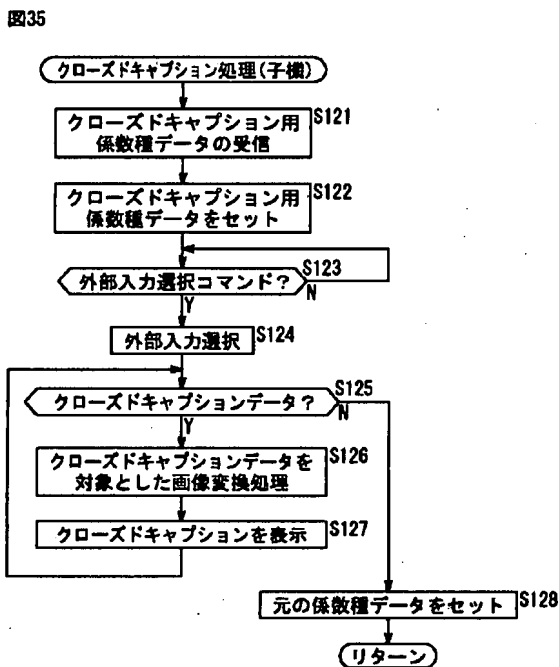 図35
クローズドキャプション処理(子機)
クローズドキャプション用
係数種データの受信
S121
クローズドキャプション用
係数種データをセット
S122
外部入力選択コマンド?
S123
N
Y
外部入力選択
S124
クローズドキャプションデータ?
S125
N
Y
クローズドキャプションデータを
対象とした画像変換処理
S126
クローズドキャプションを表示
S127
元の係数種データをセット
S128
リターン